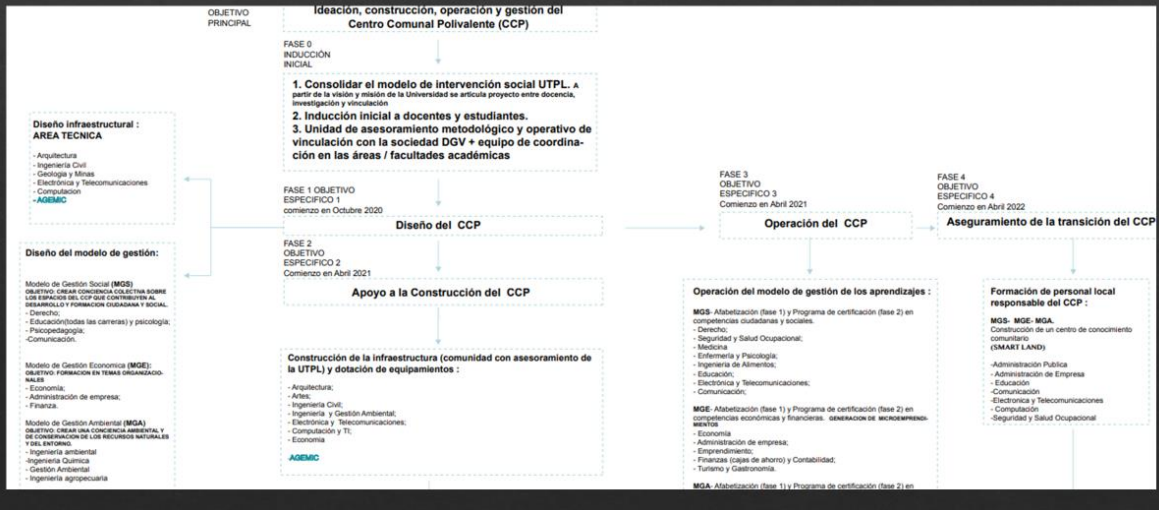 OBJETIVO
PRINCIPAL
Ideación, construcción, operación y gestión del
Centro Comunal Polivalente (CCP)
FASE 0
INDUCCIÓN
INICIAL
1. Consolidar el modelo de intervención social UTPL. A
partir de la visión y misión de la Universidad se articula proyecto entre docencia,
investigación y vinculación
2. Inducción inicial a docentes y estudiantes.
3. Unidad de asesoramiento metodológico y operativo de
vinculación con la sociedad DGV + equipo de coordina-
ción en las áreas / facultades académicas
Diseño infraestructural :
AREA TECNICA
- Arquitectura
- Ingeniería Civil
- Geologia y Minas
- Electrónica y Telecomunicaciones
- Computacion
- AGEMIC
FASE 1 OBJETIVO
ESPECIFICO 1
comienzo en Octubre 2020
Diseño del CCP
FASE 2
OBJETIVO
ESPECIFICO 2
Comienzo en Abril 2021
Apoyo a la Construcción del CCP
FASE 3
OBJETIVO
ESPECIFICO 3
Comienzo en Abril 2021
Operación del CCP
FASE 4
OBJETIVO
ESPECIFICO 4
Comienzo en Abril 2022
Aseguramiento de la transición del CCP
Diseño del modelo de gestión:
Modelo de Gestión Social (MGS)
OBJETIVO: CREAR CONCIENCIA COLECTIVA SOBRE
LOS ESPACIOS DEL CCP QUE CONTRIBUYEN AL
DESARROLLO Y FORMACION CIUDADANA Y SOCIAL.
- Derecho;
- Educación(todas las carreras) y psicología;
- Psicopedagogía;
-Comunicación.
Modelo de Gestión Economica (MGE):
OBJETIVO: FORMACION EN TEMAS ORGANIZACIO-
NALES
- Economía;
- Administración de empresa;
- Finanza.
Modelo de Gestión Ambiental (MGA)
OBJETIVO. CREAR UNA CONCIENCIA AMBIENTAL Y
DE CONSERVACION DE LOS RECURSOS NATURALES
Y DEL ENTORNO.
- Ingeniería ambiental
-Ingenieria Quimica
- Gestión Ambiental
- Ingeniería agropecuaria
Construcción de la infraestructura (comunidad con asesoramiento de
la UTPL) y dotación de equipamientos :
- Arquitectura;
- Artes;
- Ingeniería Civil;
- Ingeniería y Gestión Ambiental;
- Electrónica y Telecomunicaciones;
- Computación y TI;
- Economia
AGEMIC
Operación del modelo de gestión de los aprendizajes :
MGS- Afabetización (fase 1) y Programa de certificación (fase 2) en
competencias ciudadanas y sociales.
- Derecho;
- Seguridad y Salud Ocupacional;
- Medicina
- Enfermería y Psicología;
- Ingeniería de Alimentos;
- Educación;
- Electrónica y Telecomunicaciones;
- Comunicación;
MGE- Afabetización (fase 1) y Programa de certificación (fase 2) en
competencias económicas y financieras. GENERACION DE MICROEMPRENDI-
MIENTOS
- Economía
- Administración de empresa;
- Emprendimiento;
- Finanzas (cajas de ahorro) y Contabilidad;
- Turismo y Gastronomía.
MGA- Afabetización (fase 1) y Programa de certificación (fase 2) en
Formación de personal local
responsable del CCP :
MGS- MGE- MGA.
Construcción de un centro de conocimiento
comunitario
(SMART LAND)
-Administración Publica
- Administración de Empresa
- Educación
-Comunicación
-Electronica y Telecomunicaciones
- Computación
-Seguridad y Salud Ocupacional